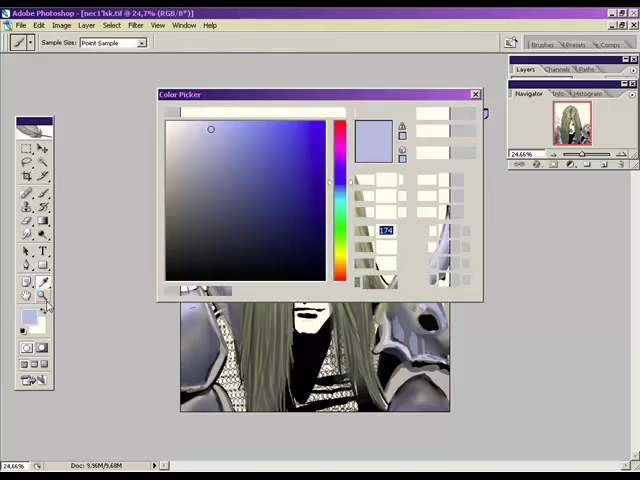 Adobe Photoshop - [nec1'lsk.tif @ 24,7% (RGB/8*)]
File Edit Image Layer Select Filter View Window Help
Sample Size: Point Sample
Brushes Presets Comps
Layers Channels Paths
Navigator Info Histogram
24,66%
Color Picker
174
24,66% Doc: 9,96M/9,68M